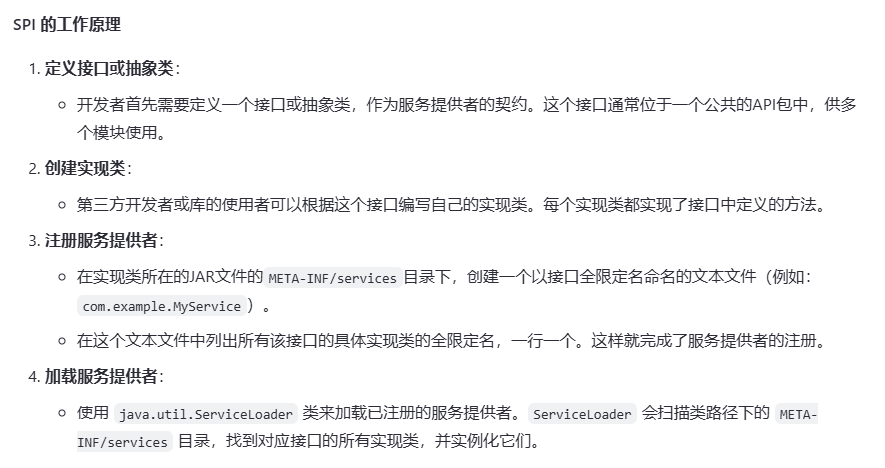 SPI 的工作原理
1. 定义接口或抽象类：
开发者首先需要定义一个接口或抽象类，作为服务提供者的契约。这个接口通常位于一个公共的API包中，供多
个模块使用。
2. 创建实现类：
第三方开发者或库的使用者可以根据这个接口编写自己的实现类。每个实现类都实现了接口中定义的方法。
3. 注册服务提供者：
在实现类所在的JAR文件的 META-INF/services 目录下，创建一个以接口全限定名命名的文本文件（例如：
com.example.MyService ）。
在这个文本文件中列出所有该接口的具体实现类的全限定名，一行一个。这样就完成了服务提供者的注册。
4. 加载服务提供者：
使用 java.util.ServiceLoader 类来加载已注册的服务提供者。 ServiceLoader 会扫描类路径下的 META-
INF/services 目录，找到对应接口的所有实现类，并实例化它们。